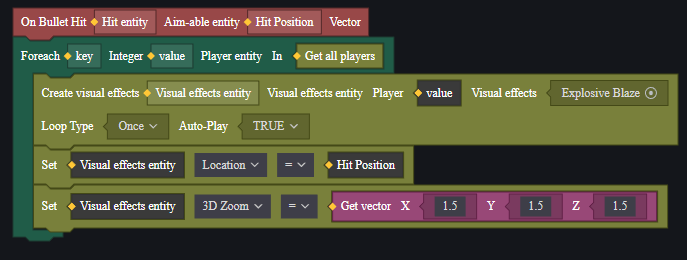 On Bullet Hit Hit entity Aim-able entity Hit Position Vector
Foreach key Integer value Player entity In Get all players
Create visual effects Visual effects entity Visual effects entity Player value Visual effects Explosive Blaze
Loop Type Once Auto-Play TRUE
Set Visual effects entity Location = Hit Position
Set Visual effects entity 3D Zoom = Get vector X 1.5 Y 1.5 Z 1.5